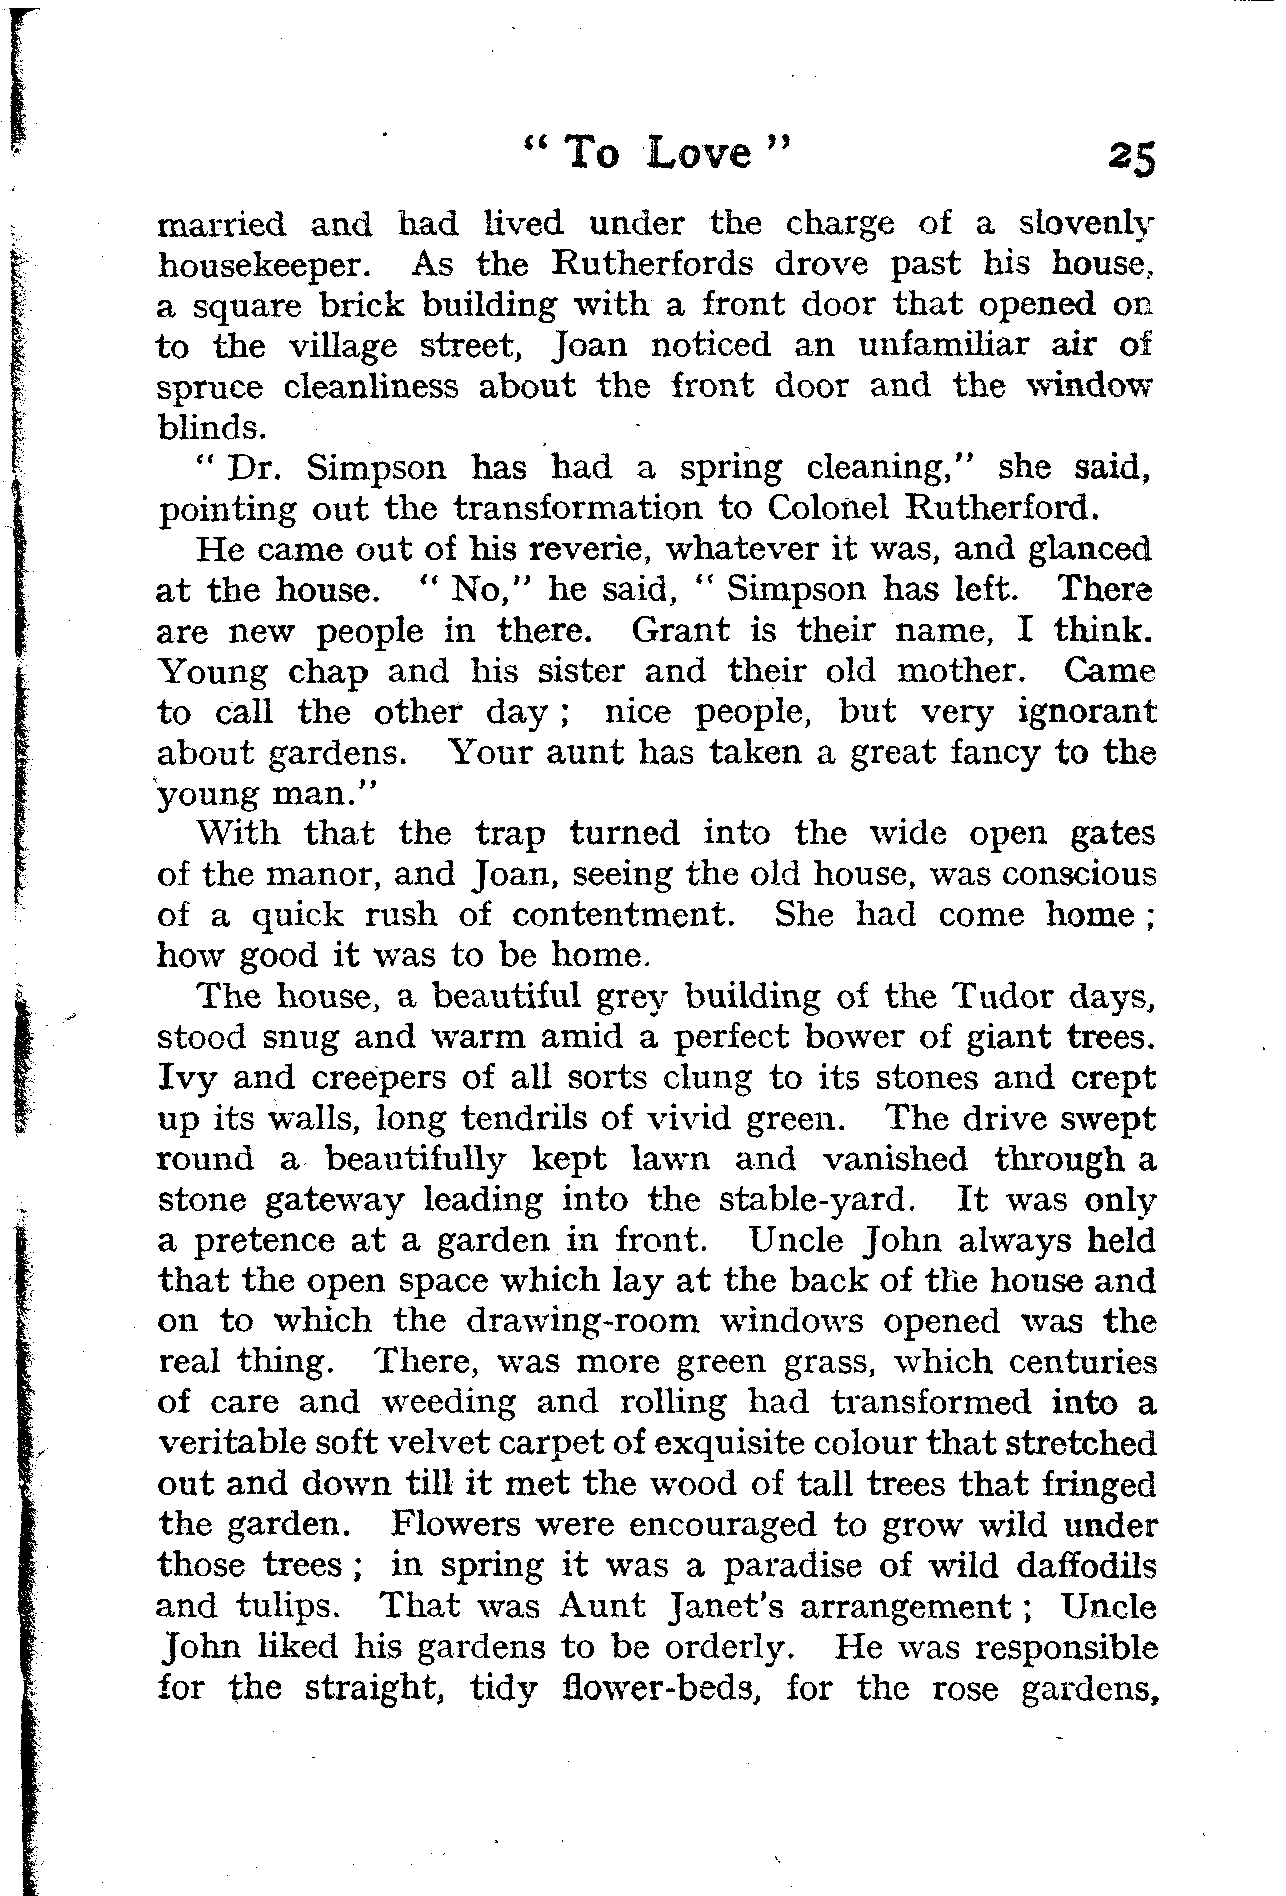 " To Love " 25
married and had lived under the charge of a slovenly
housekeeper. As the Rutherfords drove past his house,
a square brick building with a front door that opened on
to the village street, Joan noticed an unfamiliar air of
spruce cleanliness about the front door and the window
blinds.
" Dr. Simpson has had a spring cleaning," she said,
pointing out the transformation to Colonel Rutherford.
He came out of his reverie, whatever it was, and glanced
at the house. " No," he said, " Simpson has left. There
are new people in there. Grant is their name, I think.
Young chap and his sister and their old mother. Came
to call the other day ; nice people, but very ignorant
about gardens. Your aunt has taken a great fancy to the
young man."
With that the trap turned into the wide open gates
of the manor, and Joan, seeing the old house, was conscious
of a quick rush of contentment. She had come home ;
how good it was to be home.
The house, a beautiful grey building of the Tudor days,
stood snug and warm amid a perfect bower of giant trees.
Ivy and creepers of all sorts clung to its stones and crept
up its walls, long tendrils of vivid green. The drive swept
round a beautifully kept lawn and vanished through a
stone gateway leading into the stable-yard. It was only
a pretence at a garden in front. Uncle John always held
that the open space which lay at the back of the house and
on to which the drawing-room windows opened was the
real thing. There, was more green grass, which centuries
of care and weeding and rolling had transformed into a
veritable soft velvet carpet of exquisite colour that stretched
out and down till it met the wood of tall trees that fringed
the garden. Flowers were encouraged to grow wild under
those trees ; in spring it was a paradise of wild daffodils
and tulips. That was Aunt Janet's arrangement ; Uncle
John liked his gardens to be orderly. He was responsible
for the straight, tidy flower-beds, for the rose gardens,